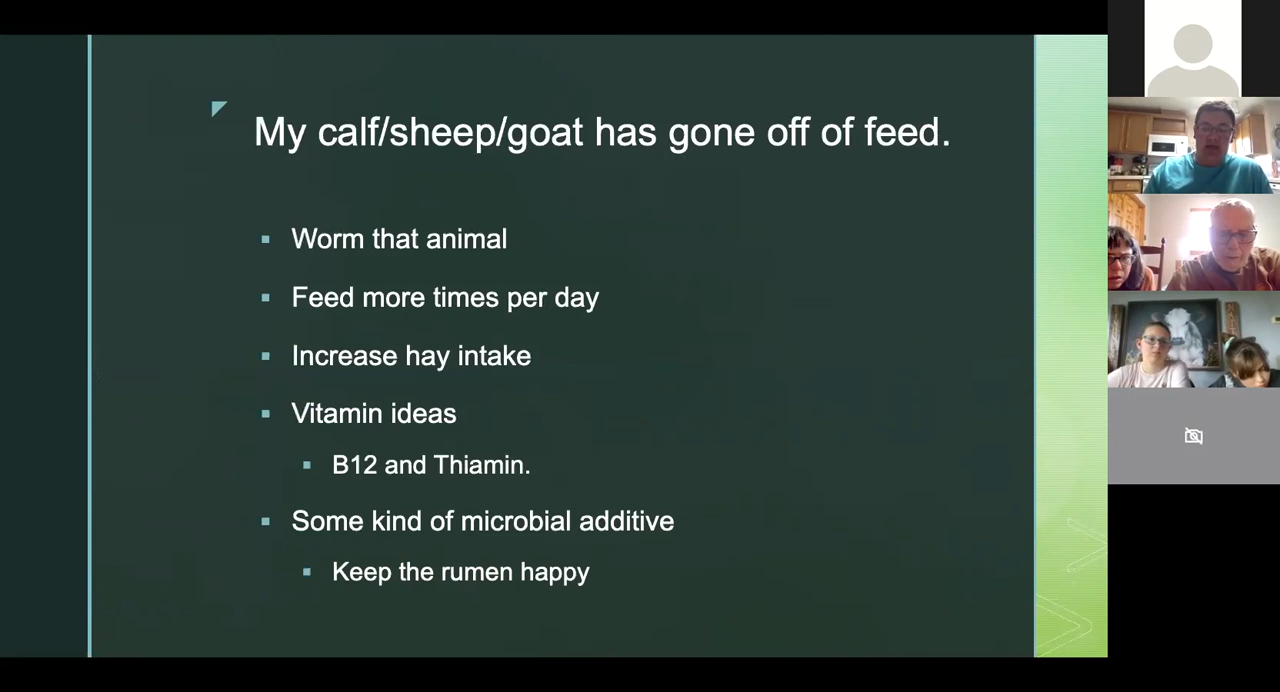 My calf/sheep/goat has gone off of feed.
Worm that animal
Feed more times per day
Increase hay intake
Vitamin ideas
B12 and Thiamin.
Some kind of microbial additive
Keep the rumen happy